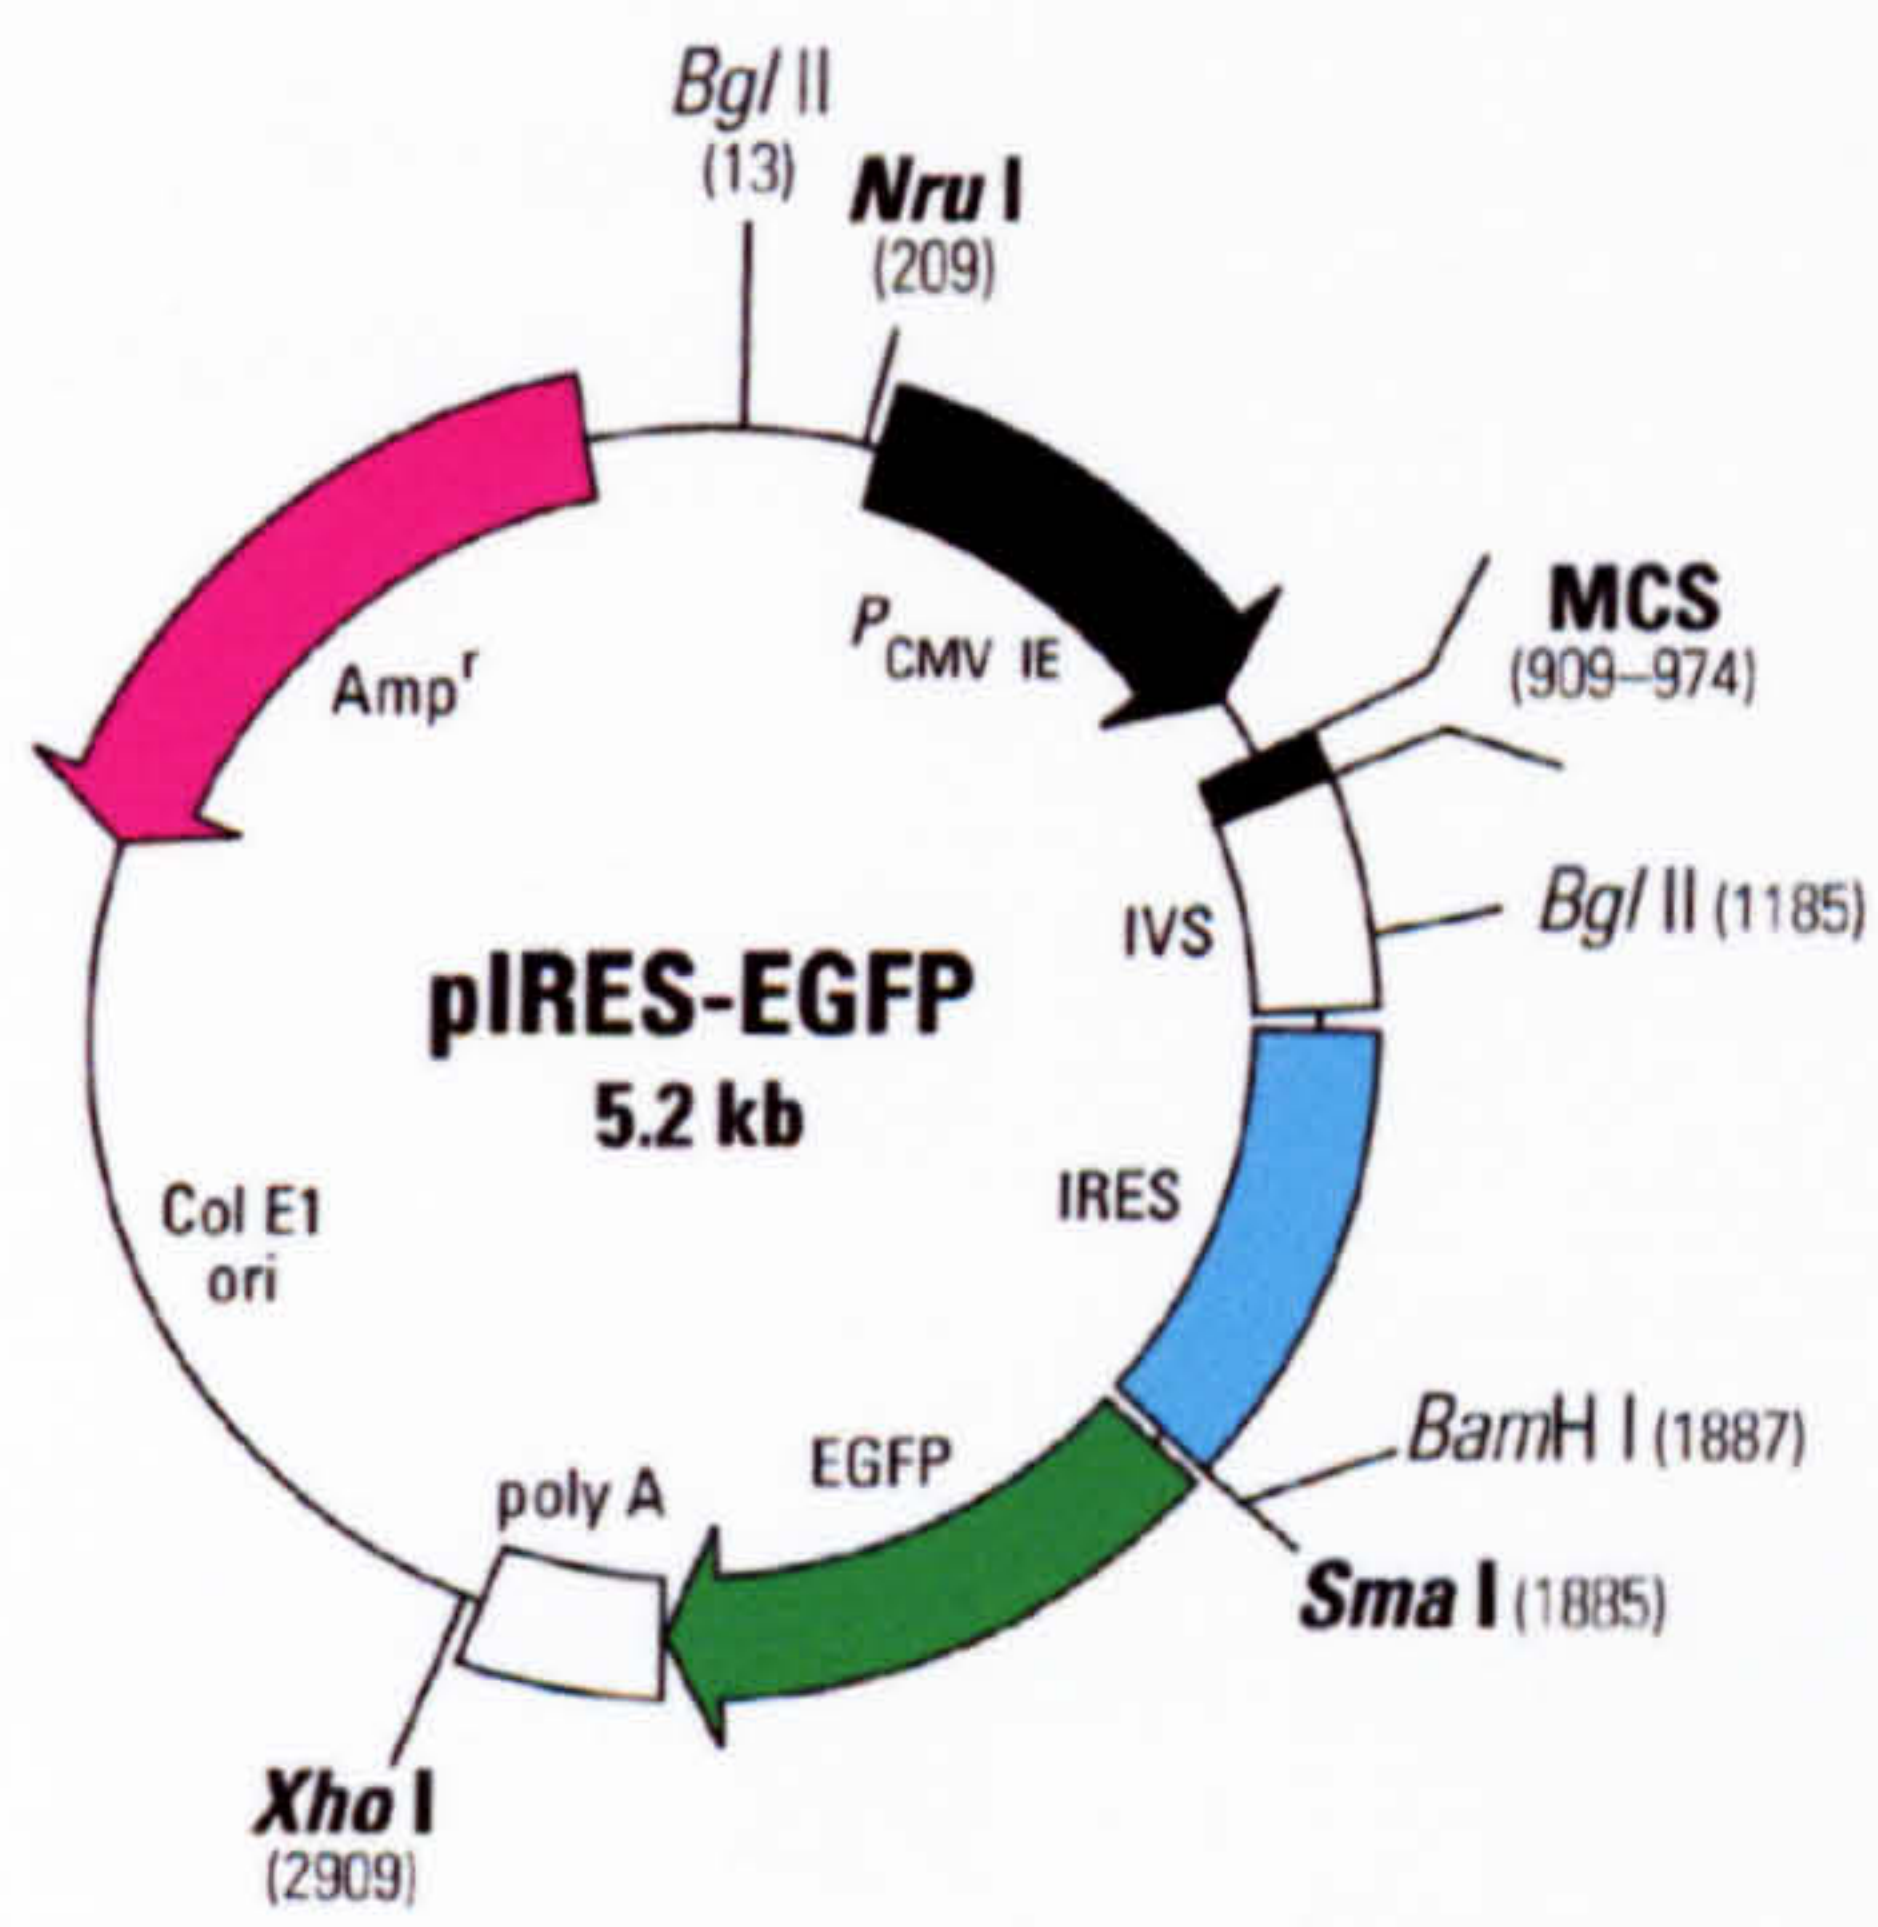 Bgl II
(13)
Nru I
(209)
MCS
(909–974)
P CMV IE
Ampr
Bgl II (1185)
IVS
pIRES-EGFP
5.2 kb
IRES
Col E1
ori
BamH I (1887)
EGFP
poly A
Sma I (1885)
Xho I
(2909)